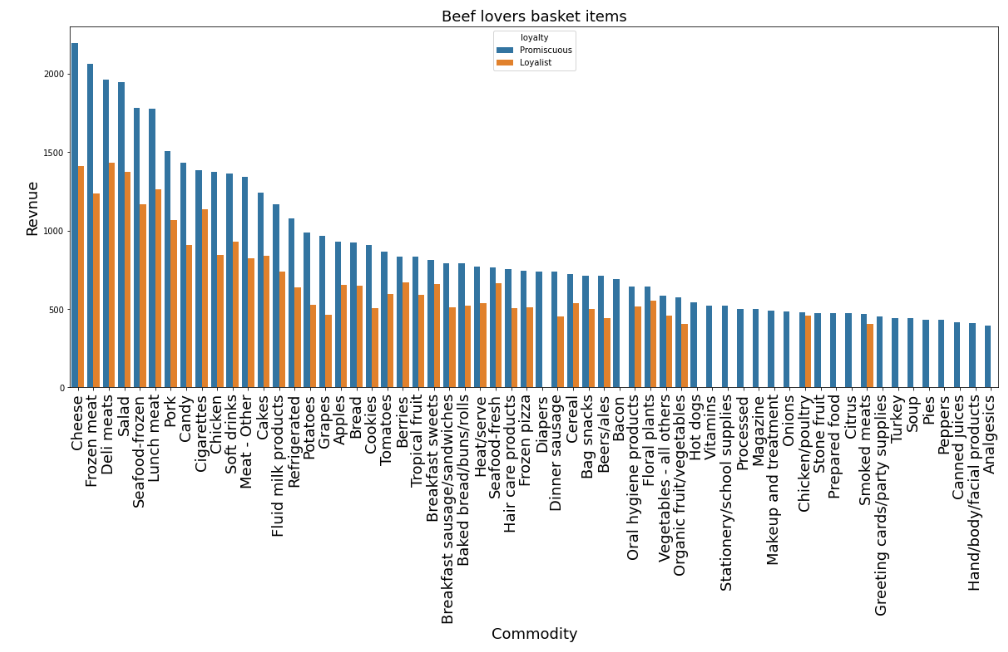 Beef lovers basket items
loyalty
Promiscuous
Loyalist
Revnue
2000
1500
1000
500
0
Cheese
Frozen meat
Deli meats
Salad
Seafood-frozen
Lunch meat
Pork
Candy
Cigarettes
Chicken
Soft drinks
Meat - Other
Cakes
Fluid milk products
Refrigerated
Potatoes
Grapes
Apples
Bread
Cookies
Tomatoes
Berries
Tropical fruit
Breakfast sweets
Breakfast sausage/sandwiches
Baked bread/buns/rolls
Heat/serve
Seafood-fresh
Hair care products
Frozen pizza
Diapers
Dinner sausage
Cereal
Bag snacks
Beers/ales
Bacon
Oral hygiene products
Floral plants
Vegetables - all others
Organic fruit/vegetables
Hot dogs
Vitamins
Stationery/school supplies
Processed
Magazine
Makeup and treatment
Onions
Chicken/poultry
Stone fruit
Prepared food
Citrus
Smoked meats
Greeting cards/party supplies
Turkey
Soup
Pies
Peppers
Canned juices
Hand/body/facial products
Analgesics
Commodity